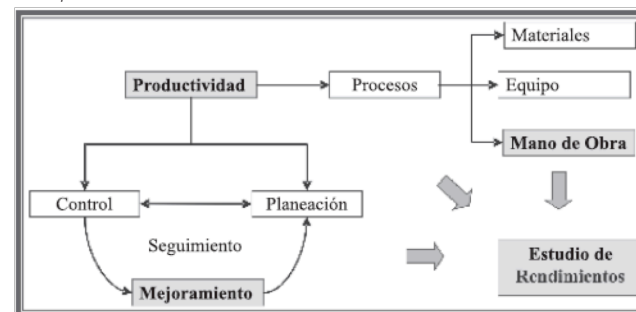 Materiales
Productividad
Procesos
Equipo
Mano de Obra
Control
Planeación
Seguimiento
Estudio de
Rendimientos
Mejoramiento